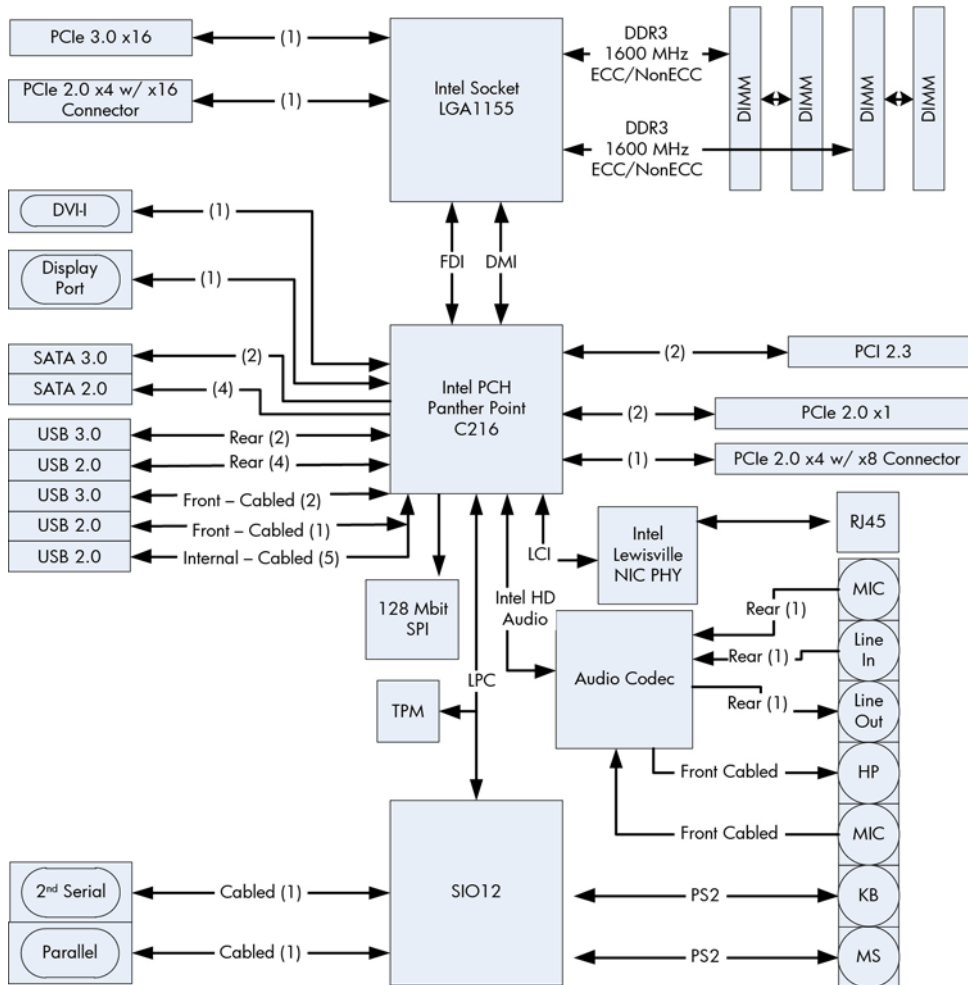 PCIe 3.0 x16
(1)
PCIe 2.0 x4 w/ x16
Connector
(1)
Intel Socket
LGA1155
DDR3
1600 MHz
ECC/NonECC
DDR3
1600 MHz
ECC/NonECC
DIMM
DIMM
DIMM
DIMM
DVI-I
(1)
Display
Port
(1)
FDI
DMI
SATA 3.0
(2)
SATA 2.0
(4)
USB 3.0
Rear (2)
USB 2.0
Rear (4)
USB 3.0
Front – Cabled (2)
USB 2.0
Front – Cabled (1)
USB 2.0
Internal – Cabled (5)
Intel PCH
Panther Point
C216
(2)
PCI 2.3
(2)
PCIe 2.0 x1
(1)
PCIe 2.0 x4 w/ x8 Connector
128 Mbit
SPI
LPC
TPM
Intel HD
Audio
LCI
Intel
Lewisville
NIC PHY
RJ45
Audio Codec
Rear (1)
MIC
Rear (1)
Line
In
Rear (1)
Line
Out
Front Cabled
HP
Front Cabled
MIC
SIO12
2nd Serial
Cabled (1)
Parallel
Cabled (1)
PS2
KB
PS2
MS